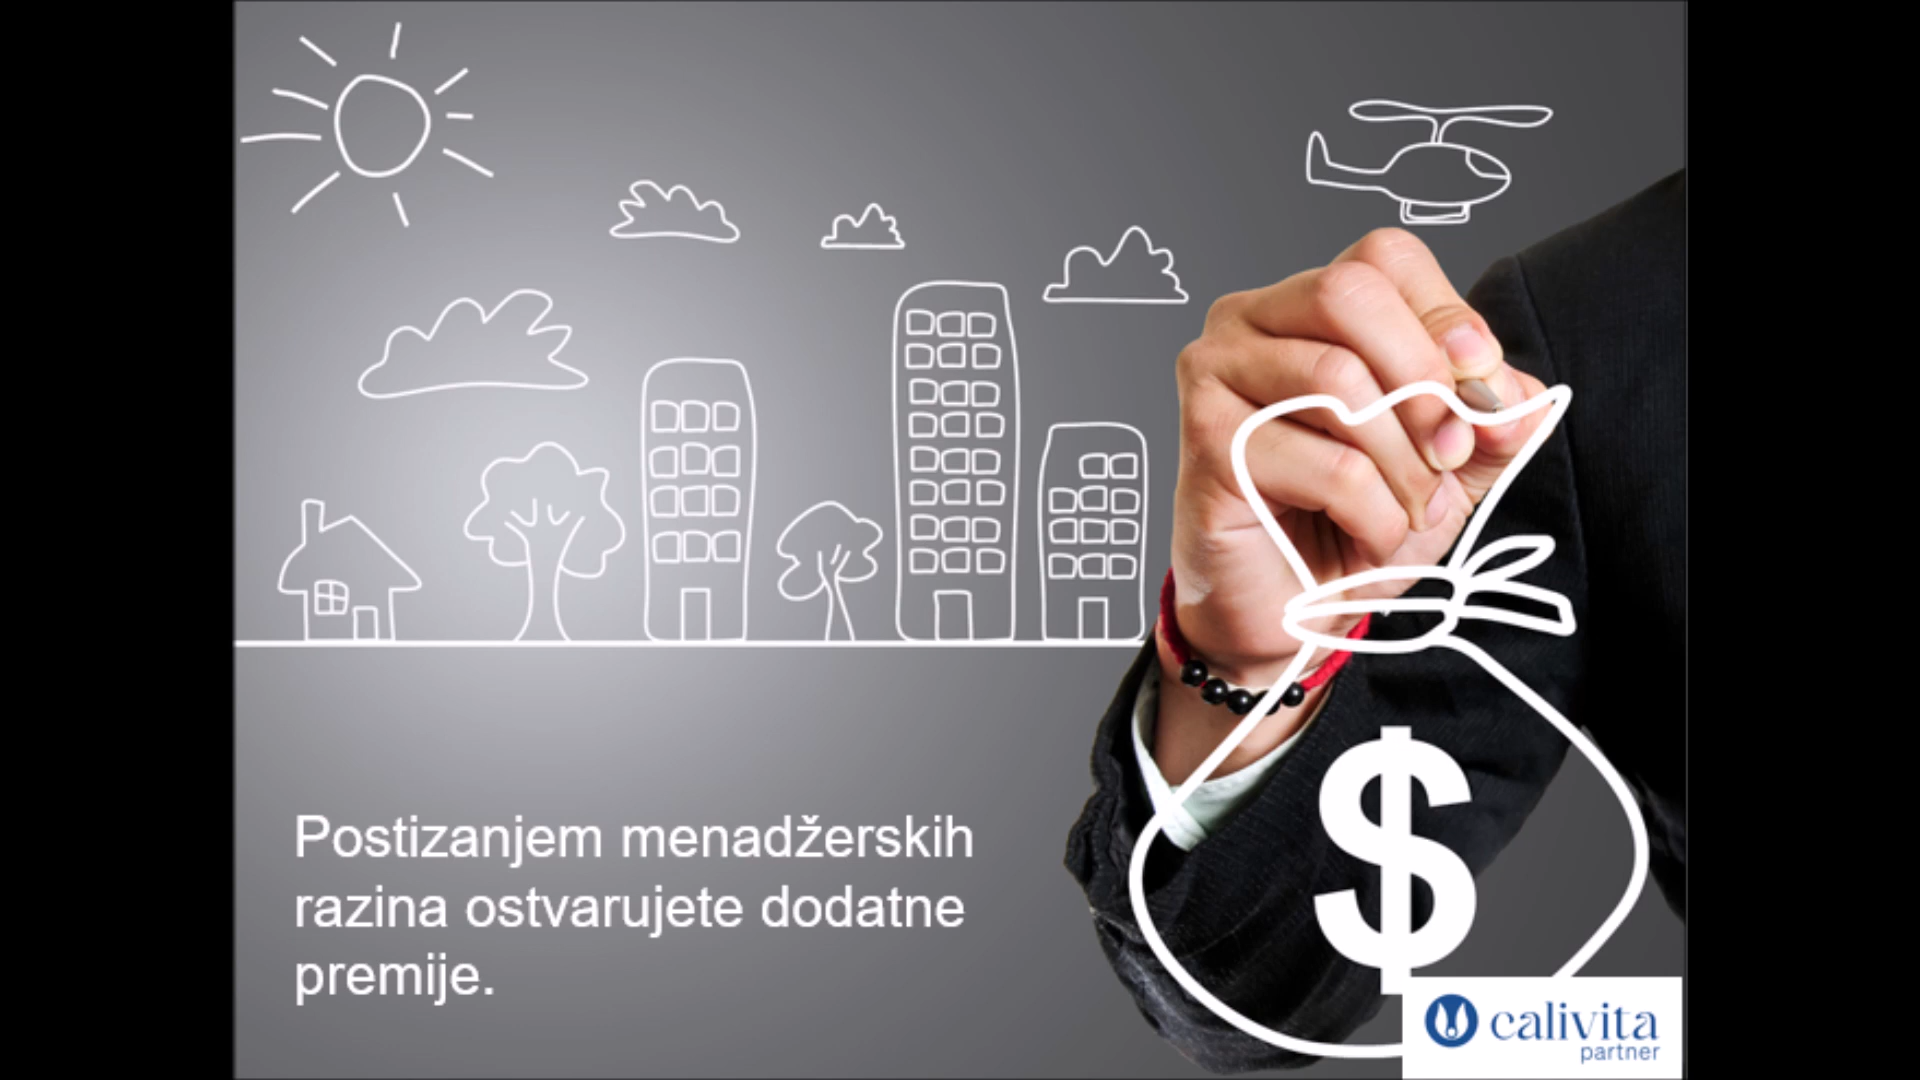 Postizanjem menadžerskih
razina ostvarujete dodatne
premije.
$
calivita
partner